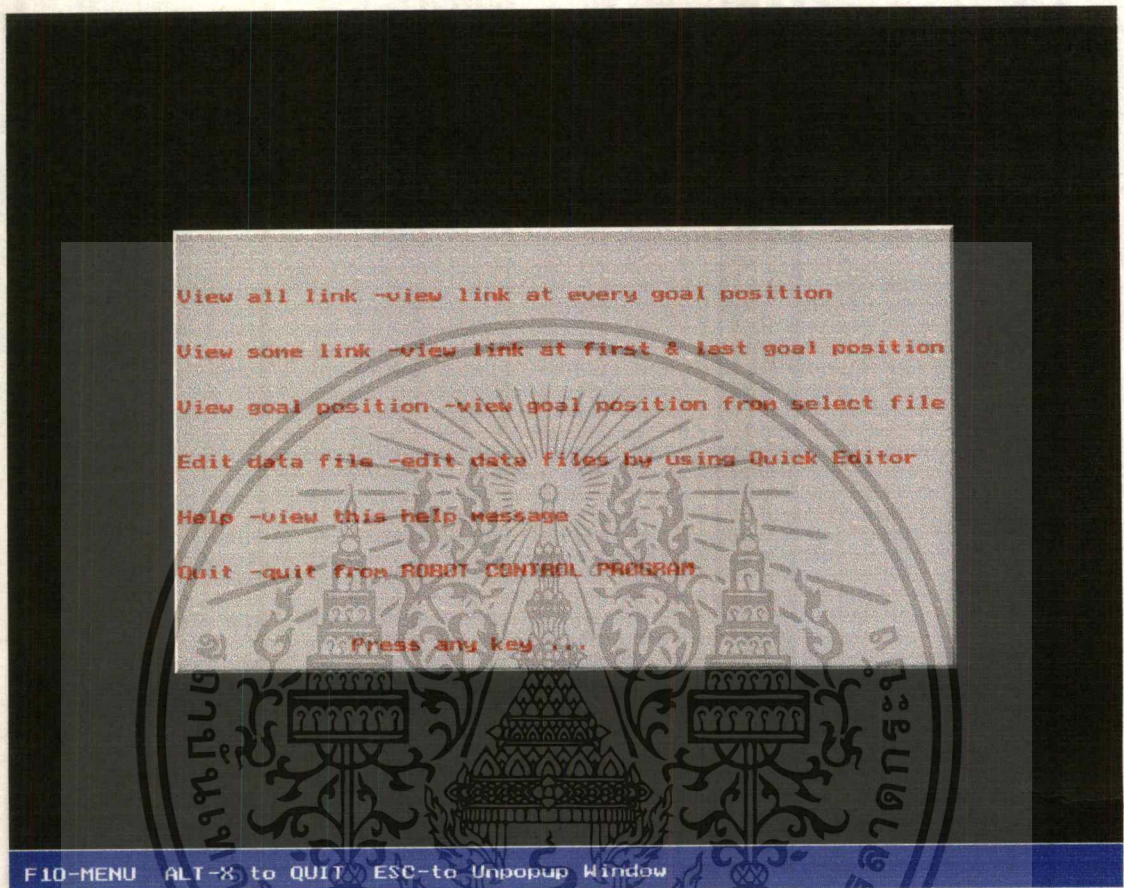 View all link -view link at every goal position
View some link -view link at first & last goal position
View goal position -view goal position from select file
Edit data file -edit data files by using Quick Editor
Help -view this help message
Quit -quit from ROBOT CONTROL PROGRAM
Press any key ...
F10-MENU ALT-X to QUIT ESC-to Unpopup Window